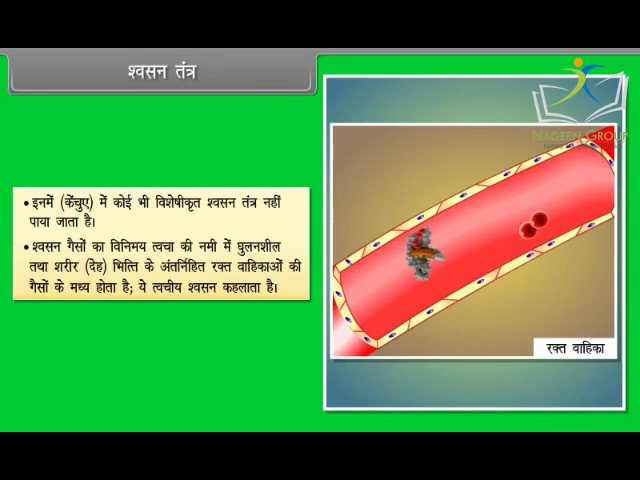 श्वसन तंत्र
NAGEEN GROUP
•इनमें (केंचुए) में कोई भी विशेषीकृत श्वसन तंत्र नहीं
पाया जाता है।
•श्वसन गैसों का विनिमय त्वचा की नमी में घुलनशील
तथा शरीर (देह) भित्ति के अंतर्निहित रक्त वाहिकाओं की
गैसों के मध्य होता है; ये त्वचीय श्वसन कहलाता है।
रक्त वाहिका